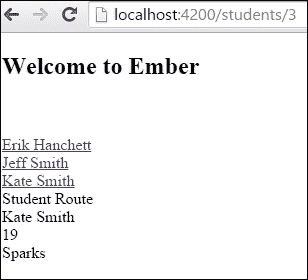 localhost:4200/students/3
Welcome to Ember
Erik Hanchett
Jeff Smith
Kate Smith
Student Route
Kate Smith
19
Sparks